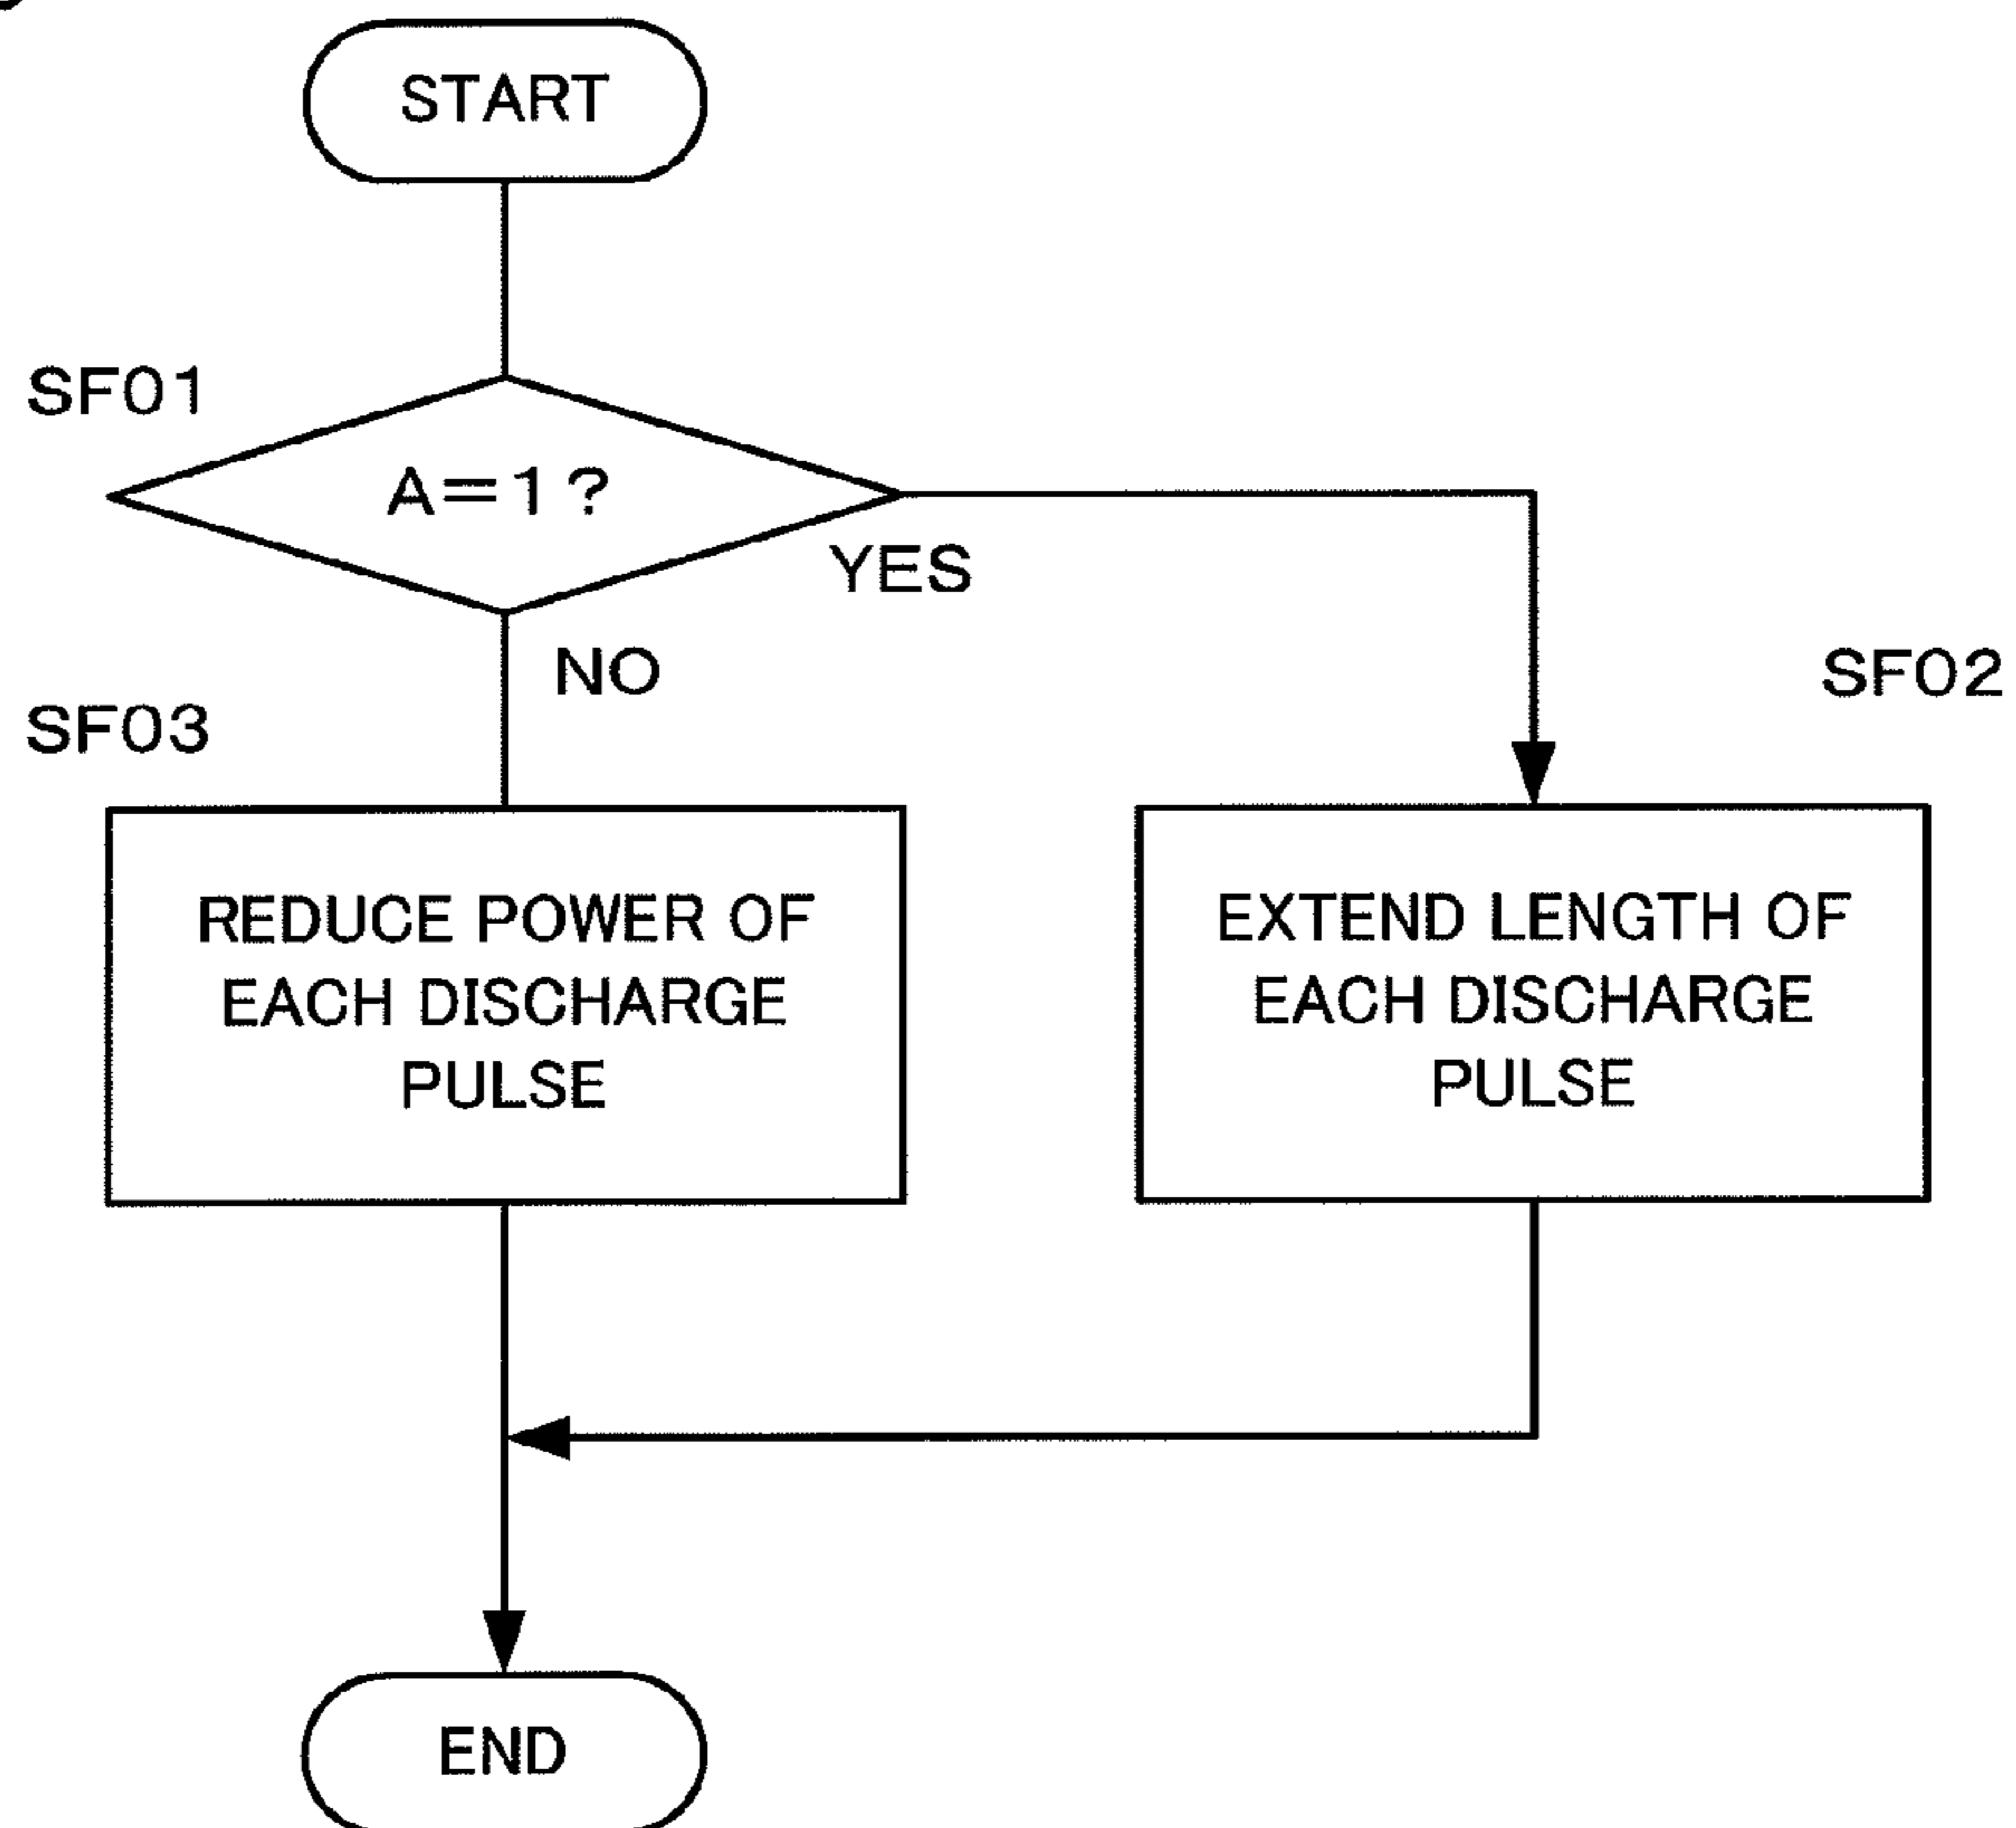 START
SF01
A=1?
YES
NO
SF02
SF03
REDUCE POWER OF
EACH DISCHARGE
PULSE
EXTEND LENGTH OF
EACH DISCHARGE
PULSE
END